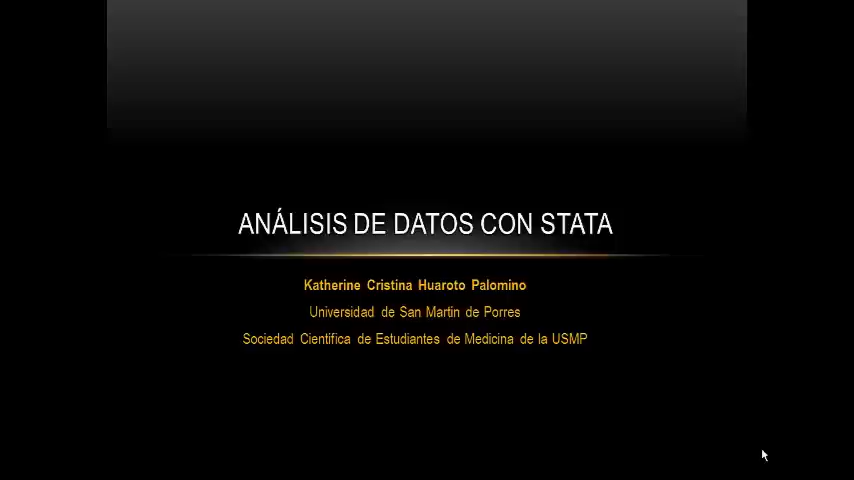 ANÁLISIS DE DATOS CON STATA
Katherine Cristina Huaroto Palomino
Universidad de San Martin de Porres
Sociedad Cientifica de Estudiantes de Medicina de la USMP